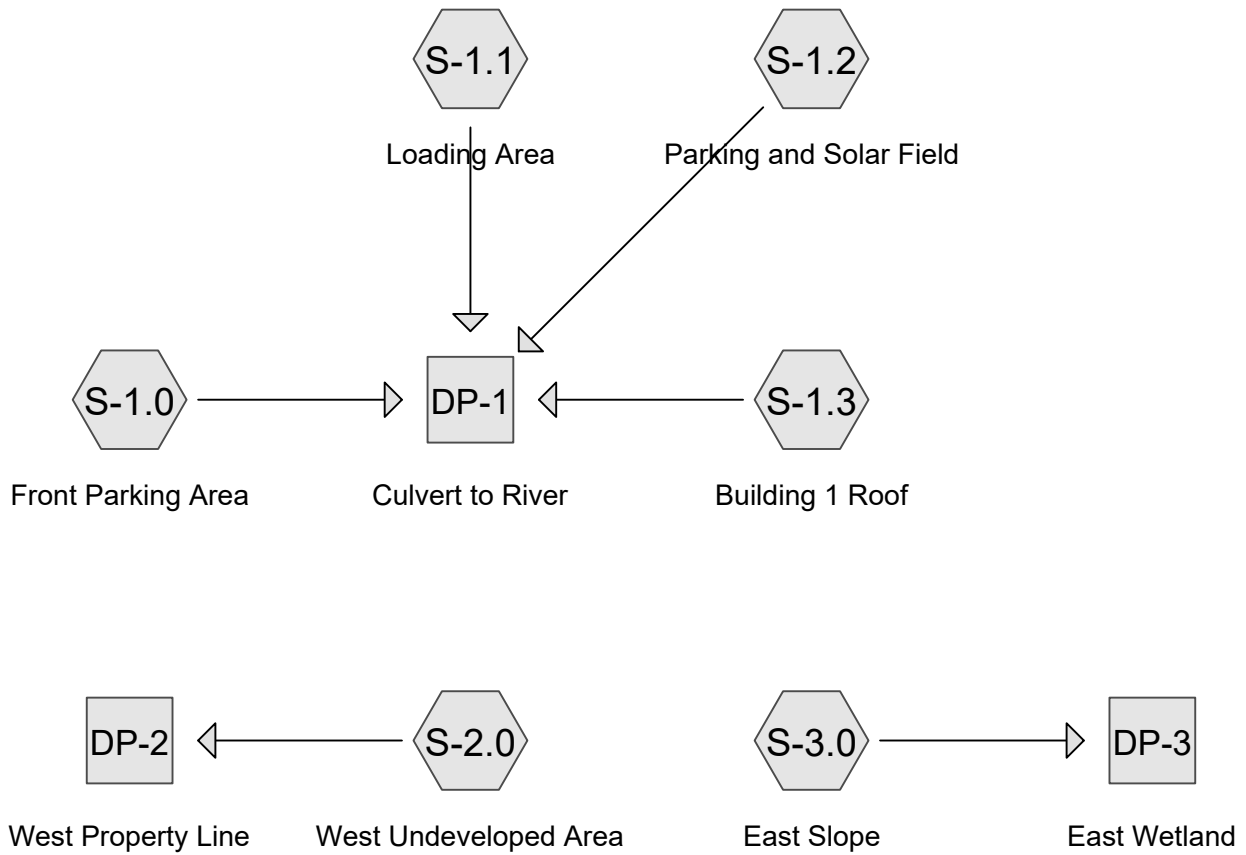 S-1.1
S-1.2
Loading Area
Parking and Solar Field
S-1.0
DP-1
S-1.3
Front Parking Area
Culvert to River
Building 1 Roof
DP-2
S-2.0
S-3.0
DP-3
West Property Line
West Undeveloped Area
East Slope
East Wetland